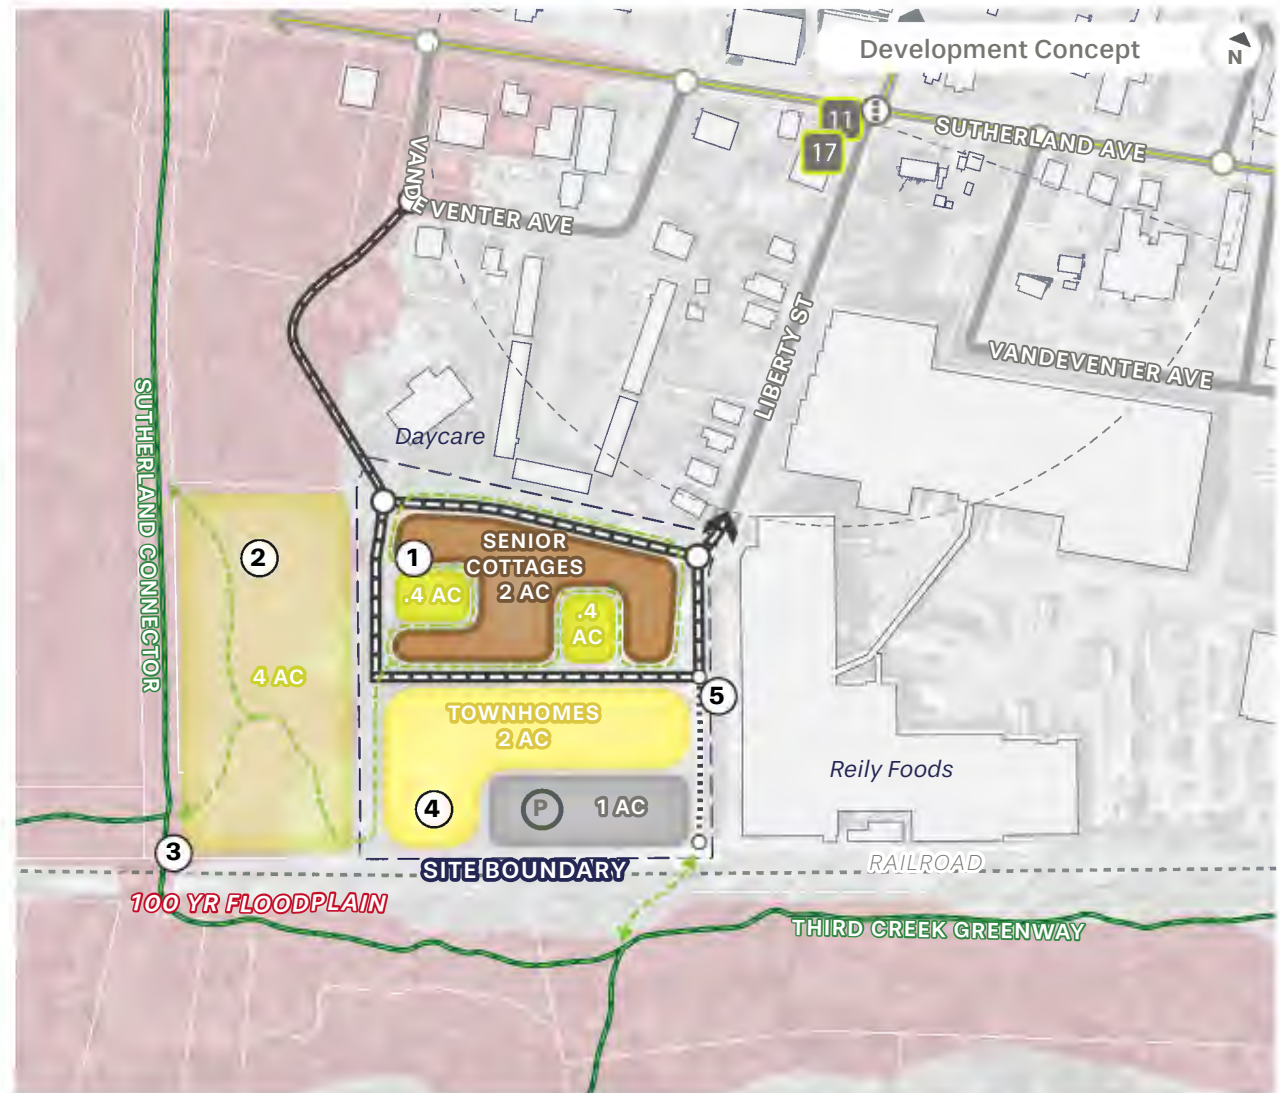 Development Concept
N
11
17
SUTHERLAND AVE
VANDEVENTER AVE
LIBERTY ST
VANDEVENTER AVE
SUTHERLAND CONNECTOR
Daycare
2
1
SENIOR
COTTAGES
2 AC
.4 AC
.4
AC
4 AC
5
TOWNHOMES
2 AC
4
P
1 AC
Reily Foods
3
SITE BOUNDARY
RAILROAD
100 YR FLOODPLAIN
THIRD CREEK GREENWAY